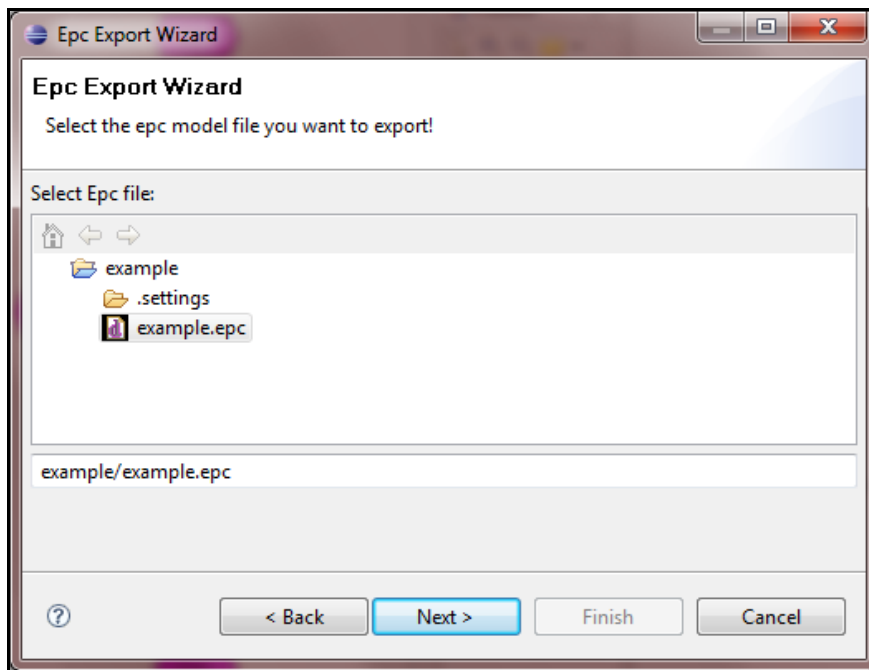 Epc Export Wizard
Epc Export Wizard
Select the epc model file you want to export!
Select Epc file:
example
.settings
example.epc
example/example.epc
< Back Next > Finish Cancel